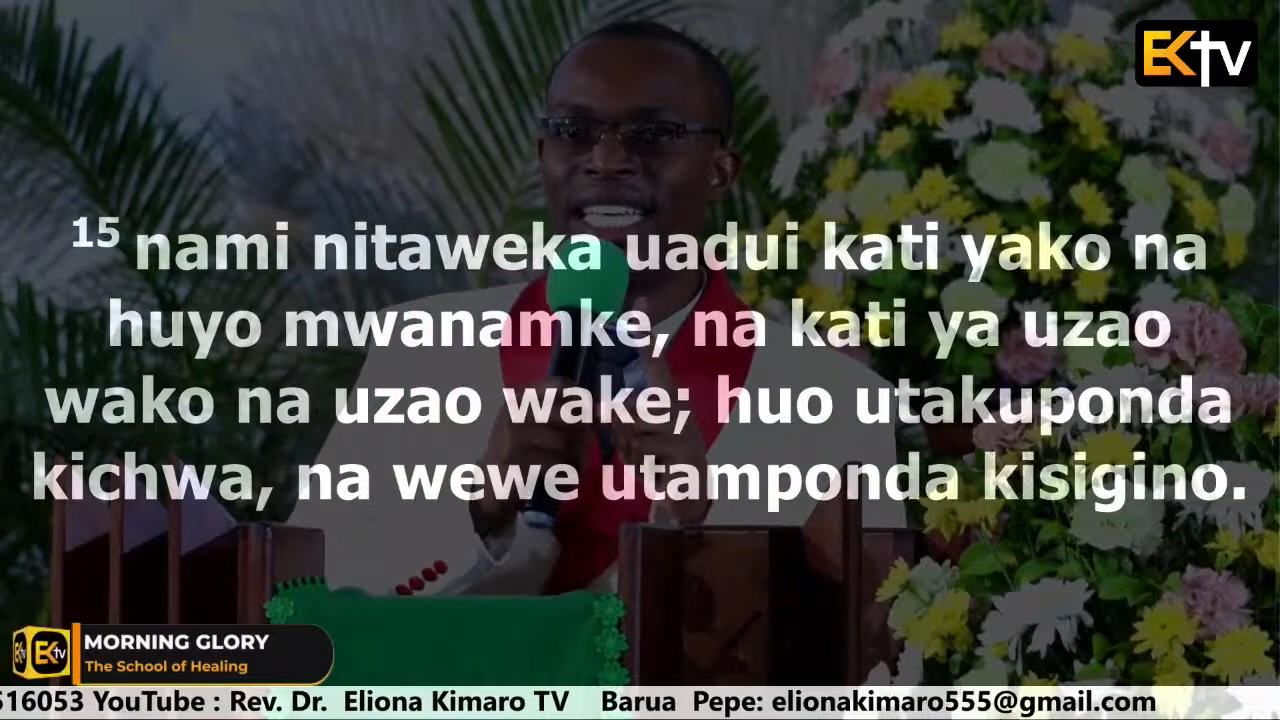 EKTV
15 nami nitaweka uadui kati yako na
huyo mwanamke, na kati ya uzao
wako na uzao wake; huo utakuponda
kichwa, na wewe utamponda kisigino.
EKTV EKTV MORNING GLORY
The School of Healing
516053 YouTube : Rev. Dr. Eliona Kimaro TV Barua Pepe: elionakimaro555@gmail.com